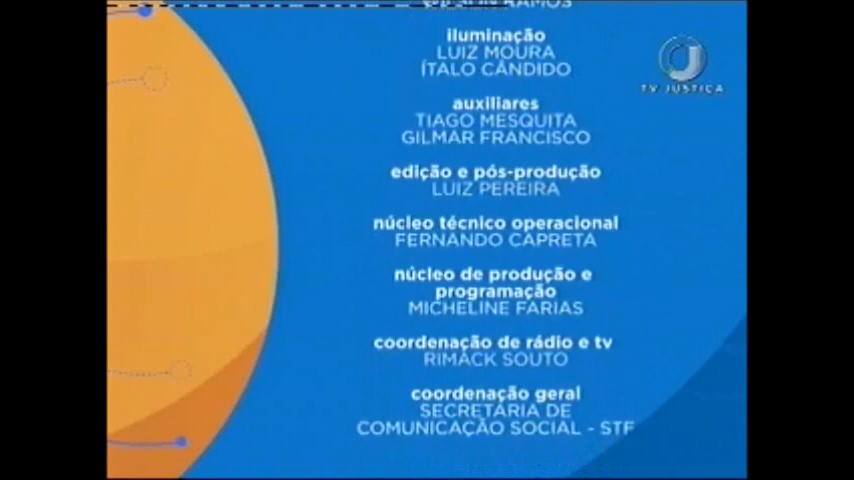 RAMOS
iluminação
LUIZ MOURA
ÍTALO CÂNDIDO
TV JUSTIÇA
auxiliares
TIAGO MESQUITA
GILMAR FRANCISCO
edição e pós-produção
LUIZ PEREIRA
núcleo técnico operacional
FERNANDO CAPRETA
núcleo de produção e
programação
MICHELINE FARIAS
coordenação de rádio e tv
RIMACK SOUTO
coordenação geral
SECRETARIA DE
COMUNICAÇÃO SOCIAL - STF